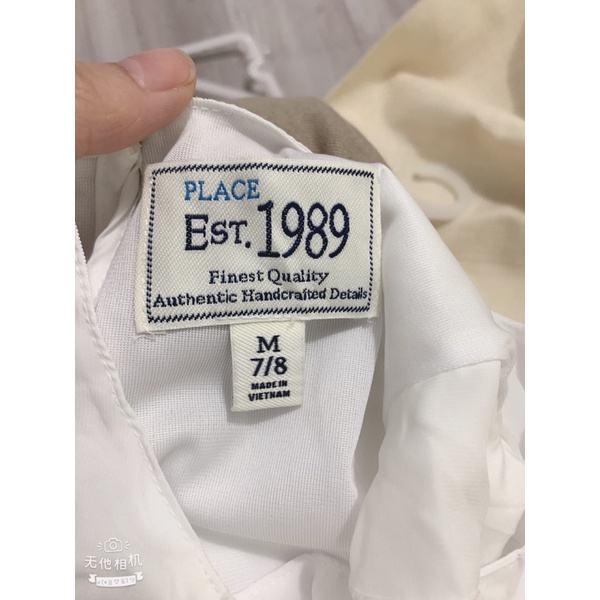 PLACE
EST. 1989
Finest Quality
Authentic Handcrafted Details
M
7/8
MADE IN
VIETNAM
无他相机